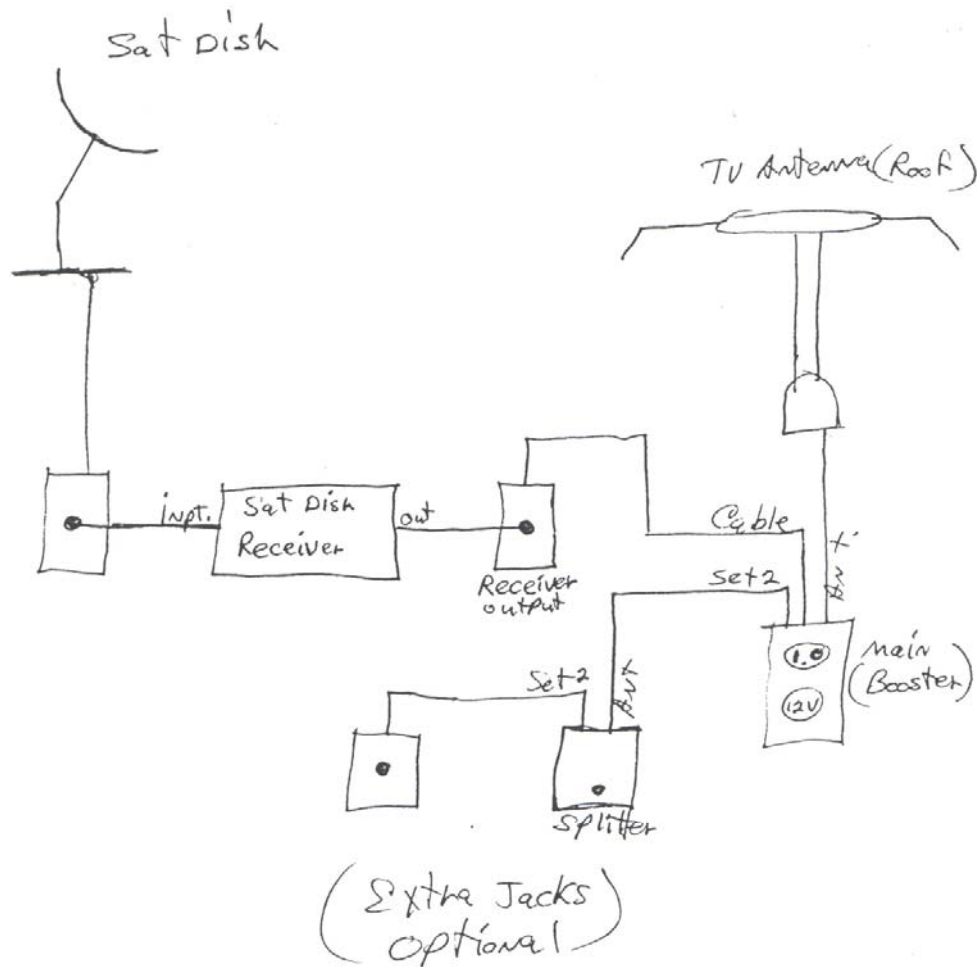 Sat Dish
TV Antenna (Roof)
inpt.
Sat Dish
Receiver
out
Receiver
output
Cable
Set 2
Ant.
Main
(Booster)
12V
Set 2
Ant
Splitter
(Extra Jacks
Optional)